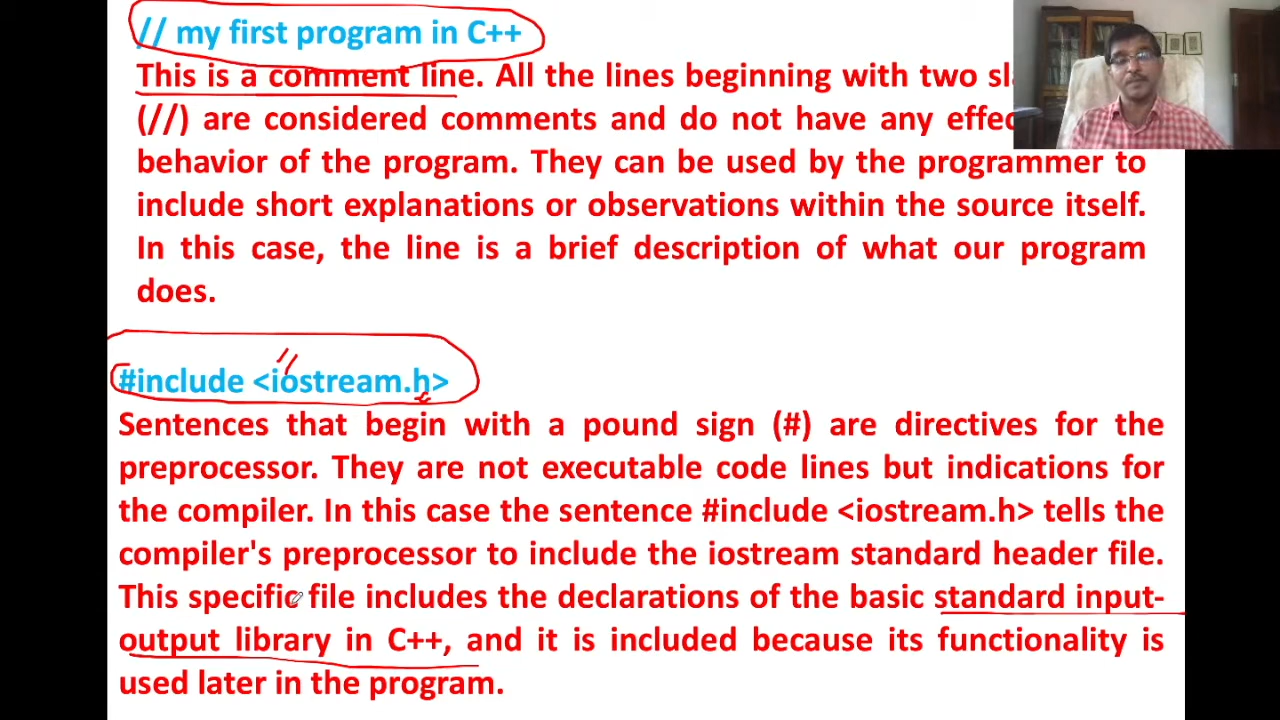 // my first program in C++
This is a comment line. All the lines beginning with two
(//) are considered comments and do not have any
behavior of the program. They can be used by the programmer to
include short explanations or observations within the source itself.
In this case, the line is a brief description of what our program
does.
#include <iostream.h>
Sentences that begin with a pound sign (#) are directives for the
preprocessor. They are not executable code lines but indications for
the compiler. In this case the sentence #include <iostream.h> tells the
compiler's preprocessor to include the iostream standard header file.
This specific file includes the declarations of the basic standard input-
output library in C++, and it is included because its functionality is
used later in the program.